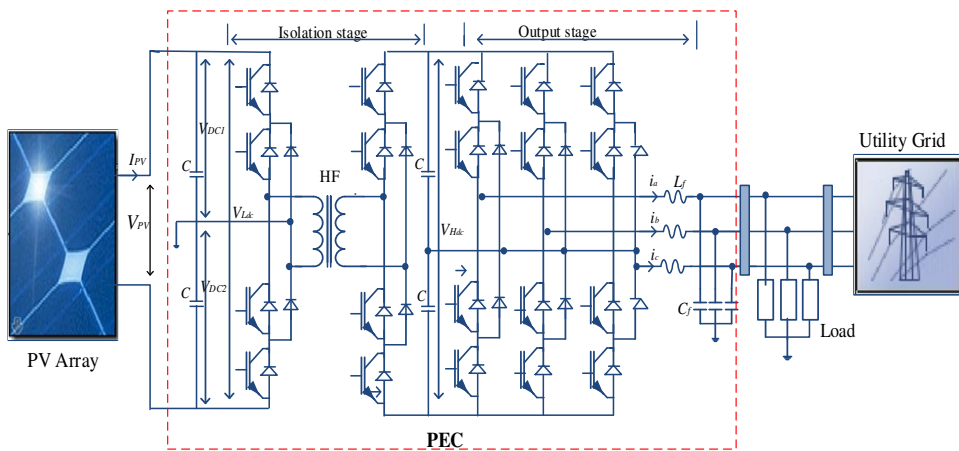 Isolation stage
Output stage
Utility Grid
I_PV
V_PV
PV Array
V_DC1
C
V_Ldc
V_DC2
C
HF
C
V_Hdc
C
i_a
L_f
i_b
i_c
C_f
Load
PEC